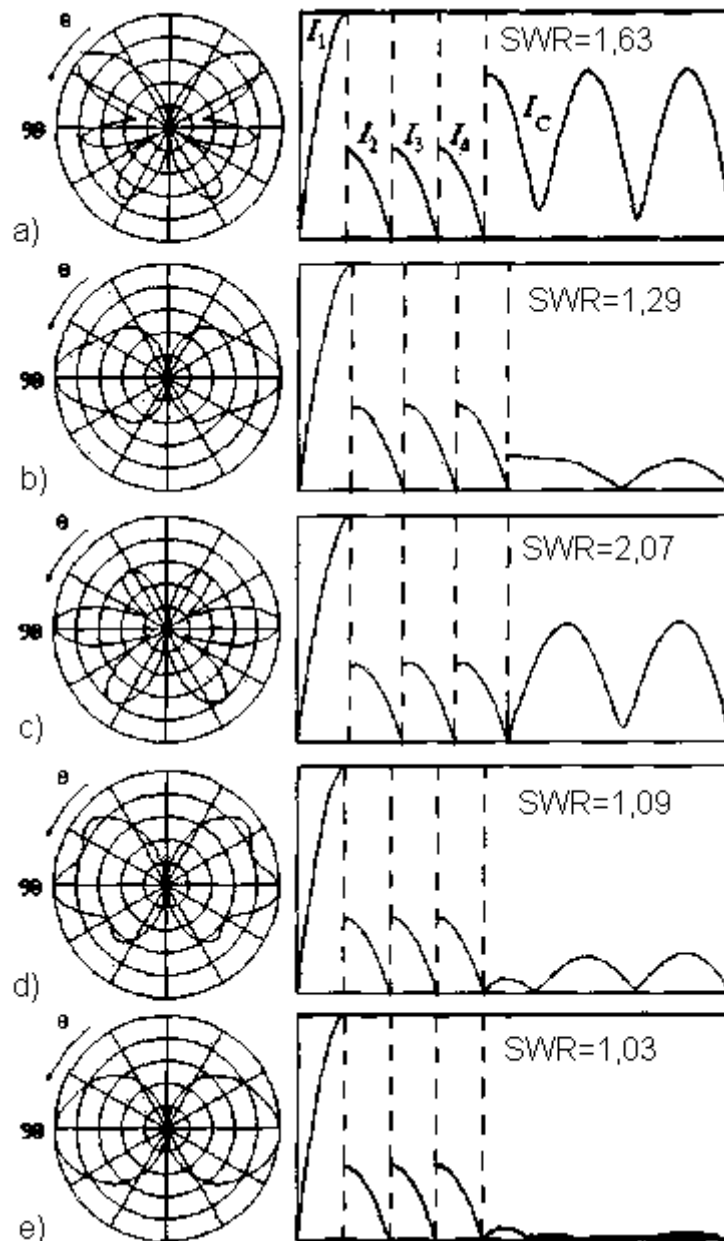 θ
90
I1
SWR=1,63
I2 I3 I4 IC
a)
θ
90
SWR=1,29
b)
θ
90
SWR=2,07
c)
θ
90
SWR=1,09
d)
θ
90
SWR=1,03
e)